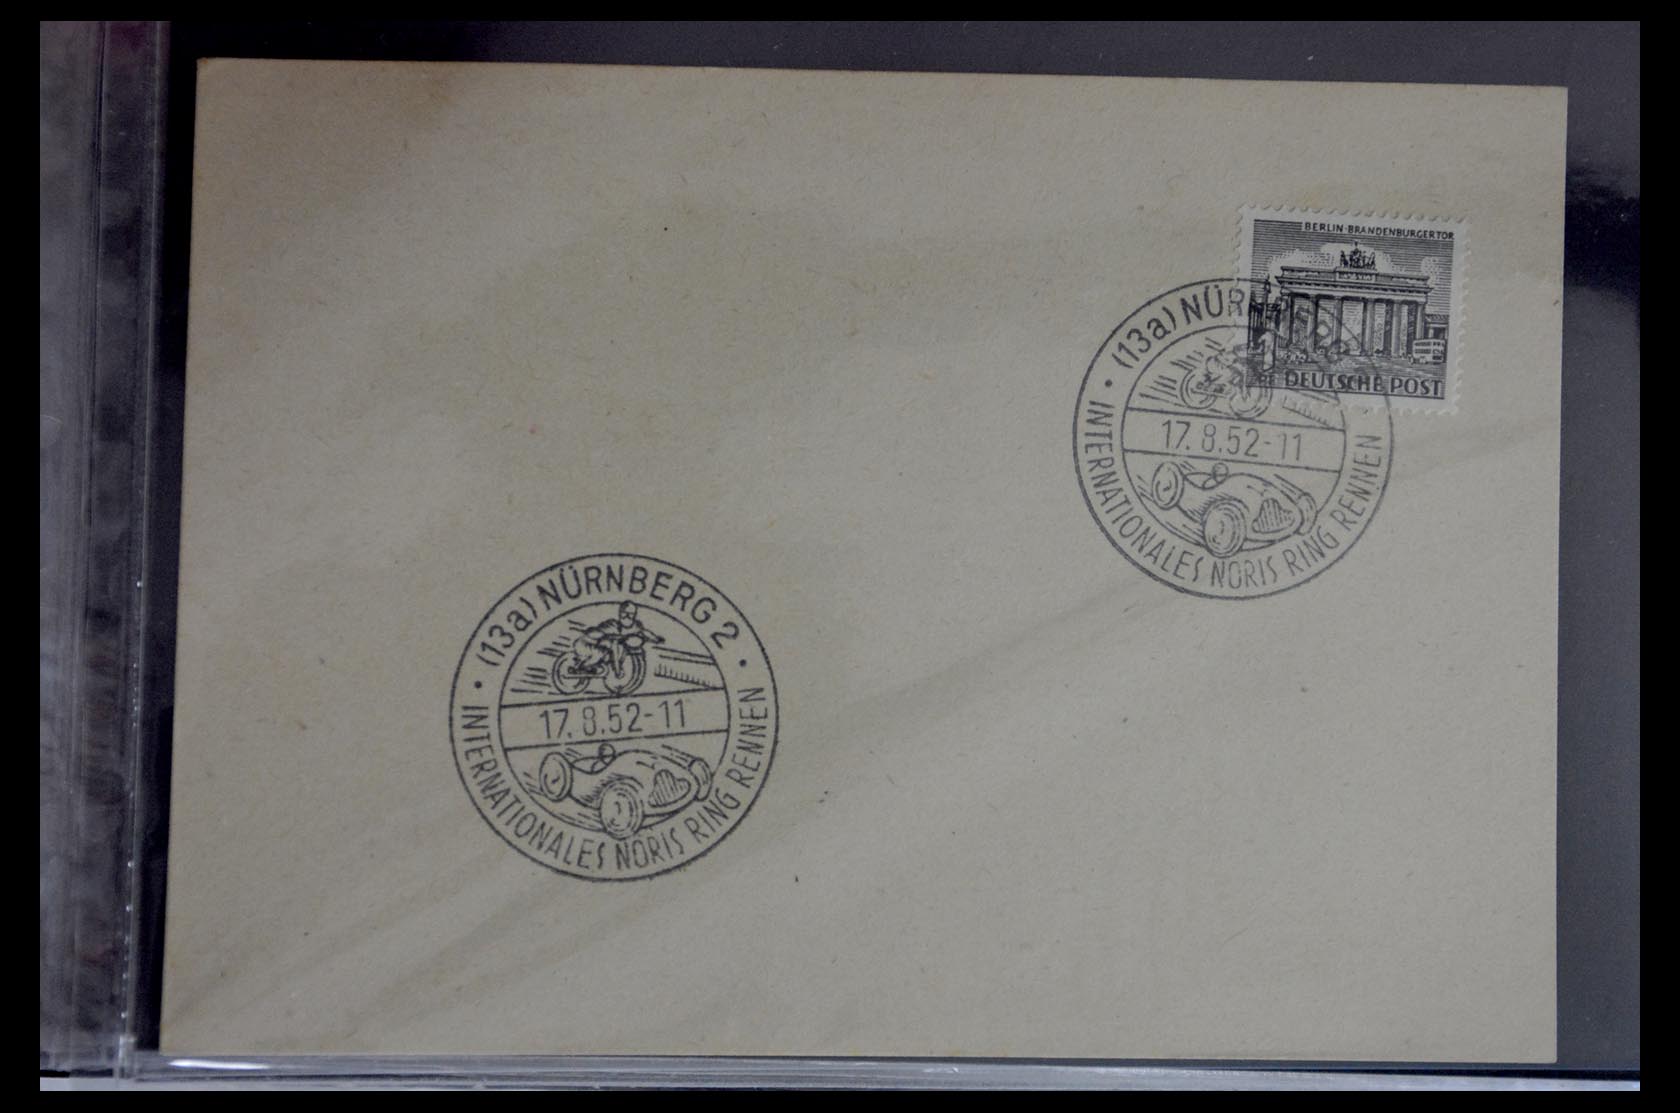 BERLIN-BRANDENBURGERTOR
DEUTSCHE POST
(13a) NÜRNBERG
17.8.52-11
INTERNATIONALES NORIS RING RENNEN
(13a) NÜRNBERG 2
17.8.52-11
INTERNATIONALES NORIS RING RENNEN